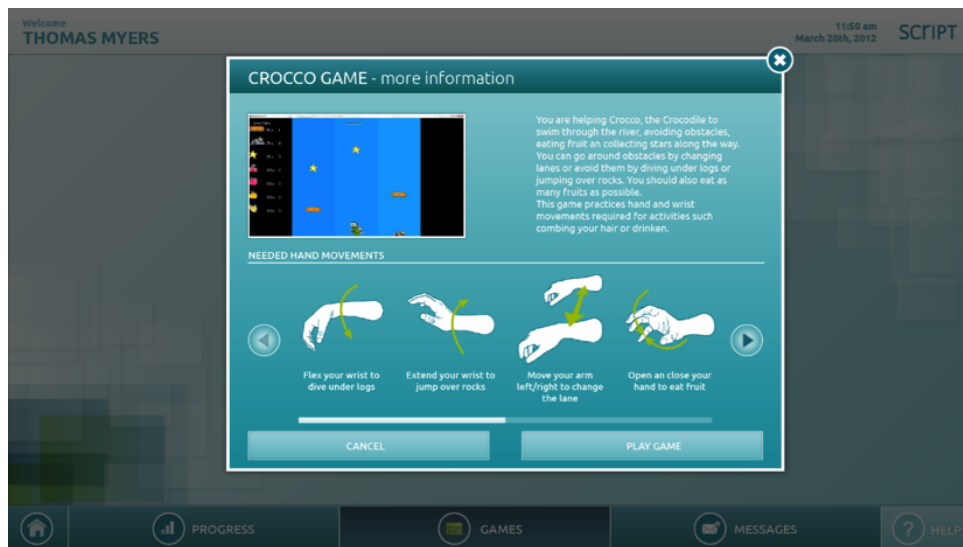 Welcome
THOMAS MYERS
11:50 am
March 20th, 2012
SCRIPT
CROCCO GAME - more information
You are helping Crocco, the Crocodile to
swim through the river, avoiding obstacles,
eating fruit an collecting stars along the way.
You can go around obstacles by changing
lanes or avoid them by diving under logs or
jumping over rocks. You should also eat as
many fruits as possible.
This game practices hand and wrist
movements required for activities such
combing your hair or drinken.
NEEDED HAND MOVEMENTS
Flex your wrist to
dive under logs
Extend your wrist to
jump over rocks
Move your arm
left/right to change
the lane
Open an close your
hand to eat fruit
CANCEL
PLAY GAME
PROGRESS
GAMES
MESSAGES
? HELP